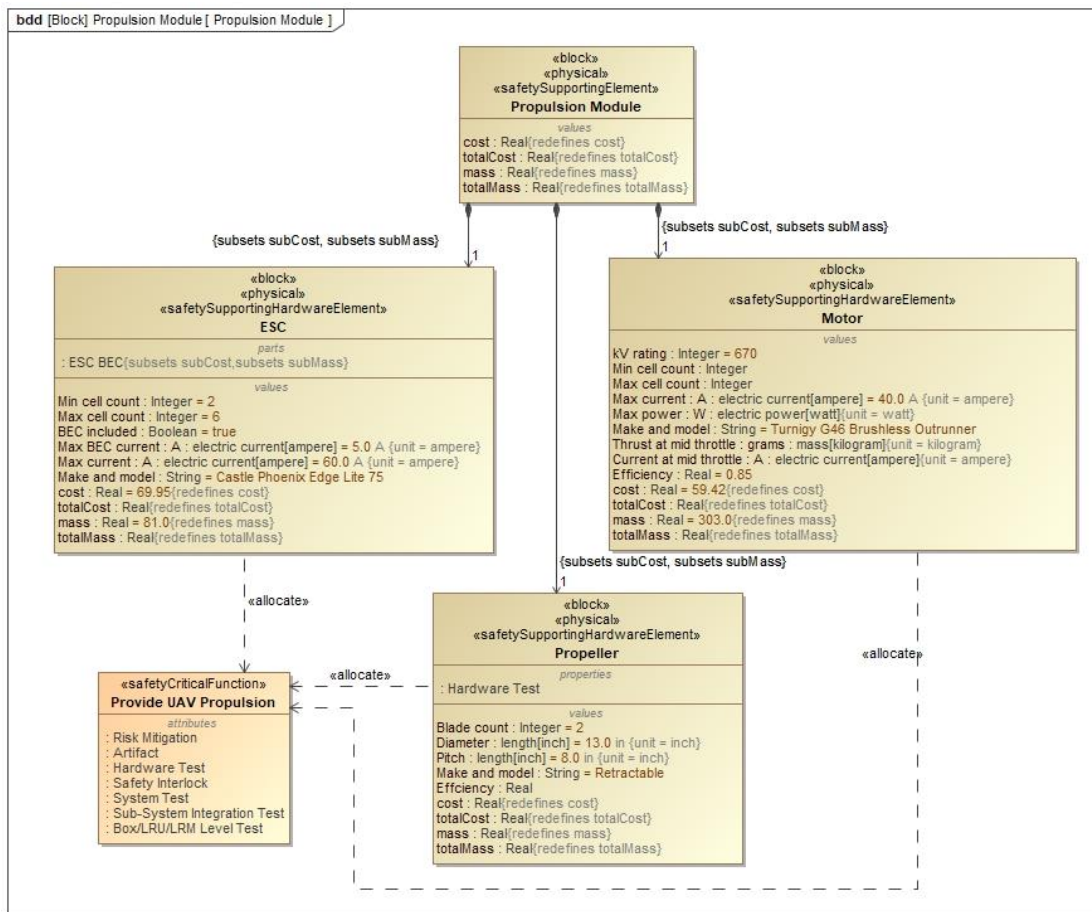 bdd [Block] Propulsion Module [ Propulsion Module ]
«block»
«physical»
«safetySupportingElement»
Propulsion Module
values
cost : Real{redefines cost}
totalCost : Real{redefines totalCost}
mass : Real{redefines mass}
totalMass : Real{redefines totalMass}
{subsets subCost, subsets subMass}
1
{subsets subCost, subsets subMass}
1
«block»
«physical»
«safetySupportingHardwareElement»
ESC
parts
: ESC BEC{subsets subCost,subsets subMass}
values
Min cell count : Integer = 2
Max cell count : Integer = 6
BEC included : Boolean = true
Max BEC current : A : electric current[ampere] = 5.0 A {unit = ampere}
Max current : A : electric current[ampere] = 60.0 A {unit = ampere}
Make and model : String = Castle Phoenix Edge Lite 75
cost : Real = 69.95{redefines cost}
totalCost : Real{redefines totalCost}
mass : Real = 81.0{redefines mass}
totalMass : Real{redefines totalMass}
«block»
«physical»
«safetySupportingHardwareElement»
Motor
values
kV rating : Integer = 670
Min cell count : Integer
Max cell count : Integer
Max current : A : electric current[ampere] = 40.0 A {unit = ampere}
Max power : W : electric power[watt]{unit = watt}
Make and model : String = Turnigy G46 Brushless Outrunner
Thrust at mid throttle : grams : mass[kilogram]{unit = kilogram}
Current at mid throttle : A : electric current[ampere]{unit = ampere}
Efficiency : Real = 0.85
cost : Real = 59.42{redefines cost}
totalCost : Real{redefines totalCost}
mass : Real = 303.0{redefines mass}
totalMass : Real{redefines totalMass}
{subsets subCost, subsets subMass}
1
«allocate»
«block»
«physical»
«safetySupportingHardwareElement»
Propeller
properties
: Hardware Test
values
Blade count : Integer = 2
Diameter : length[inch] = 13.0 in {unit = inch}
Pitch : length[inch] = 8.0 in {unit = inch}
Make and model : String = Retractable
Effciency : Real
cost : Real{redefines cost}
totalCost : Real{redefines totalCost}
mass : Real{redefines mass}
totalMass : Real{redefines totalMass}
«allocate»
«allocate»
«safetyCriticalFunction»
Provide UAV Propulsion
attributes
: Risk Mitigation
: Artifact
: Hardware Test
: Safety Interlock
: System Test
: Sub-System Integration Test
: Box/LRU/LRM Level Test